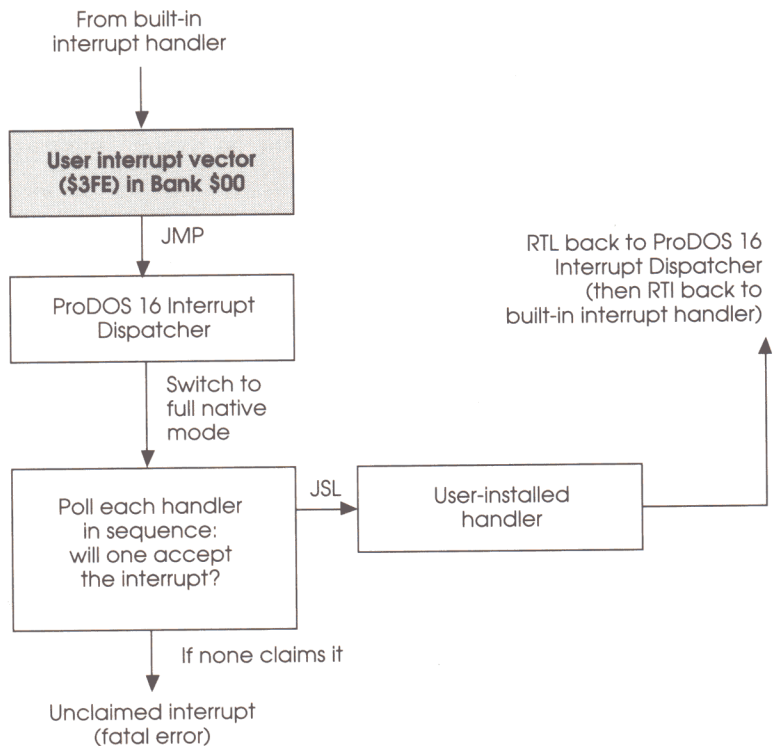 From built-in
interrupt handler
User interrupt vector
($3FE) in Bank $00
JMP
ProDOS 16 Interrupt
Dispatcher
Switch to
full native
mode
Poll each handler
in sequence:
will one accept
the interrupt?
JSL
User-installed
handler
RTL back to ProDOS 16
Interrupt Dispatcher
(then RTI back to
built-in interrupt handler)
If none claims it
Unclaimed interrupt
(fatal error)